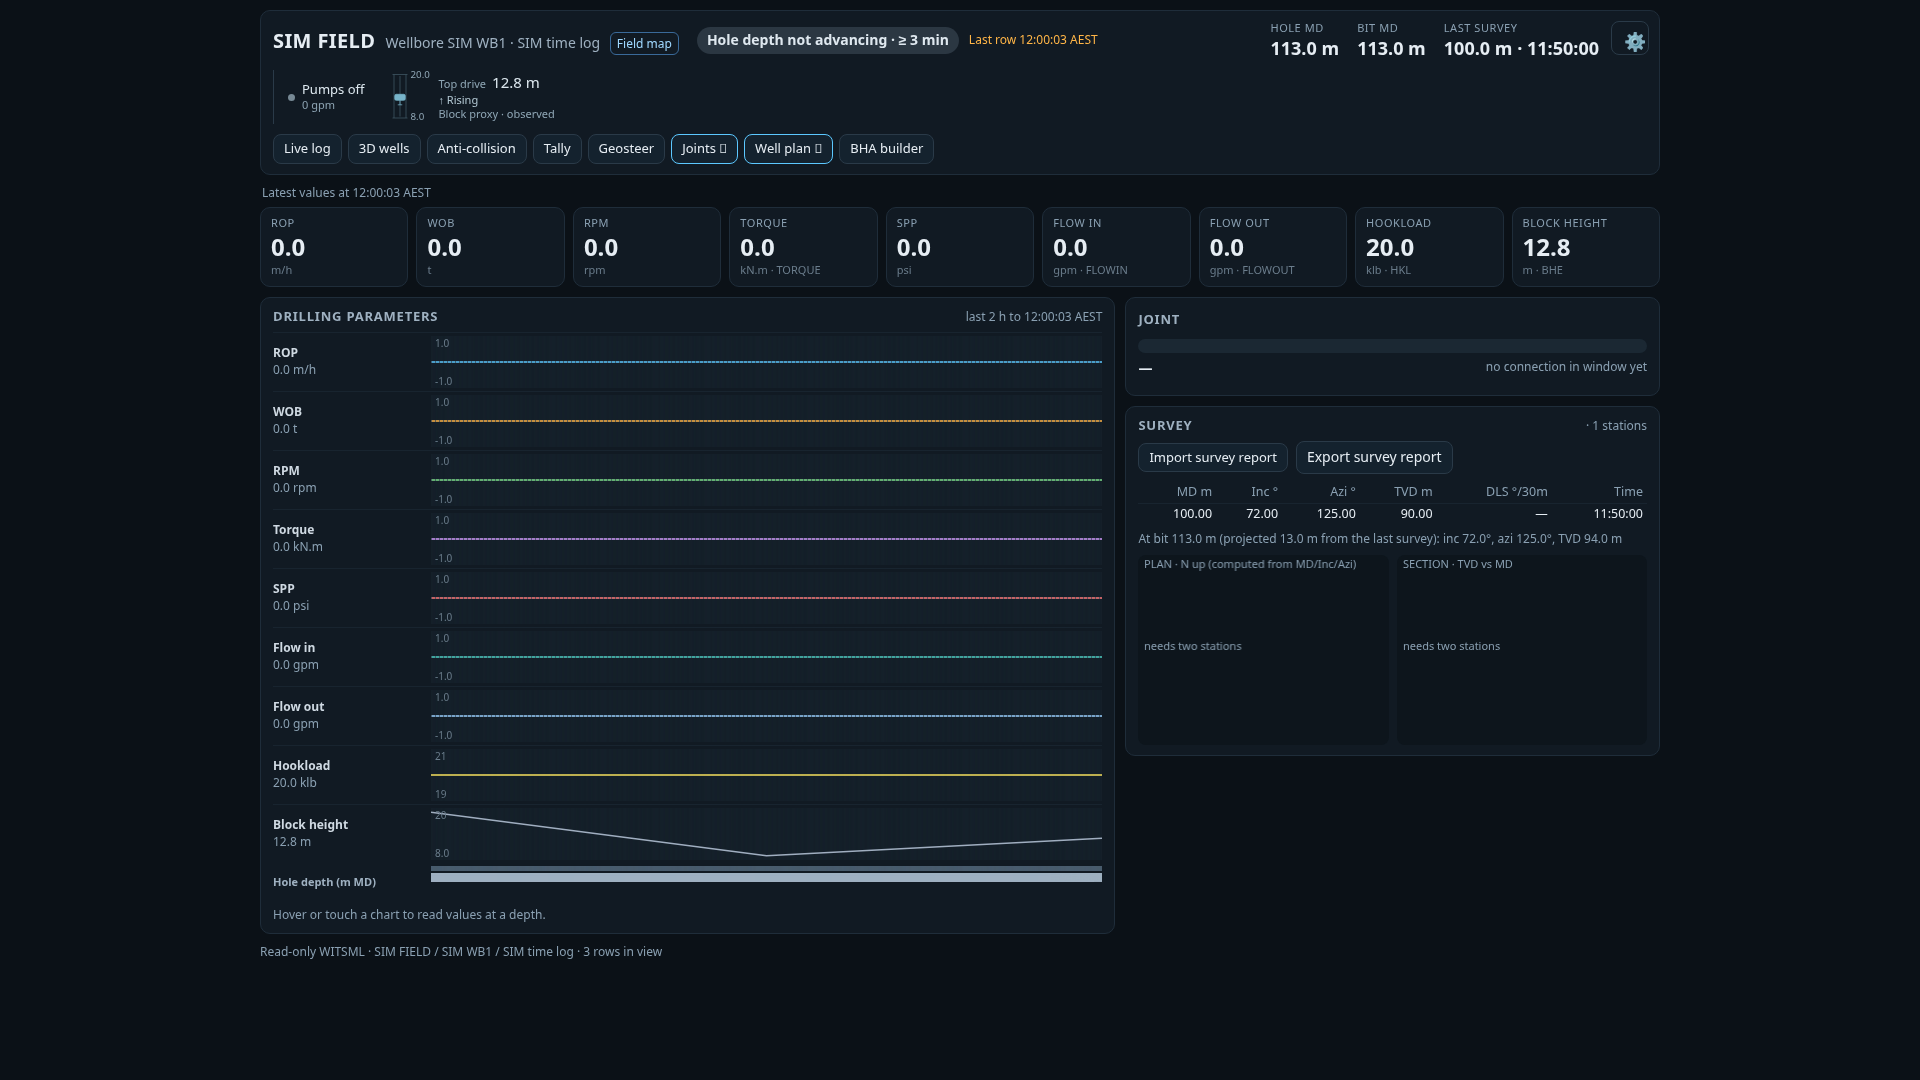 SIM FIELD Wellbore SIM WB1 · SIM time log Field map Hole depth not advancing · ≥ 3 min Last row 12:00:03 AEST
HOLE MD BIT MD LAST SURVEY
113.0 m 113.0 m 100.0 m · 11:50:00
Pumps off
0 gpm
20.0
8.0
Top drive 12.8 m
↑ Rising
Block proxy · observed
Live log 3D wells Anti-collision Tally Geosteer Joints Well plan BHA builder
Latest values at 12:00:03 AEST
ROP
0.0
m/h
WOB
0.0
t
RPM
0.0
rpm
TORQUE
0.0
kN.m · TORQUE
SPP
0.0
psi
FLOW IN
0.0
gpm · FLOWIN
FLOW OUT
0.0
gpm · FLOWOUT
HOOKLOAD
20.0
klb · HKL
BLOCK HEIGHT
12.8
m · BHE
DRILLING PARAMETERS last 2 h to 12:00:03 AEST
ROP
0.0 m/h
1.0
-1.0
WOB
0.0 t
1.0
-1.0
RPM
0.0 rpm
1.0
-1.0
Torque
0.0 kN.m
1.0
-1.0
SPP
0.0 psi
1.0
-1.0
Flow in
0.0 gpm
1.0
-1.0
Flow out
0.0 gpm
1.0
-1.0
Hookload
20.0 klb
21
19
Block height
12.8 m
20
8.0
Hole depth (m MD)
Hover or touch a chart to read values at a depth.
JOINT
— no connection in window yet
SURVEY · 1 stations
Import survey report Export survey report
MD m Inc ° Azi ° TVD m DLS °/30m Time
100.00 72.00 125.00 90.00 — 11:50:00
At bit 113.0 m (projected 13.0 m from the last survey): inc 72.0°, azi 125.0°, TVD 94.0 m
PLAN · N up (computed from MD/Inc/Azi)
needs two stations
SECTION · TVD vs MD
needs two stations
Read-only WITSML · SIM FIELD / SIM WB1 / SIM time log · 3 rows in view